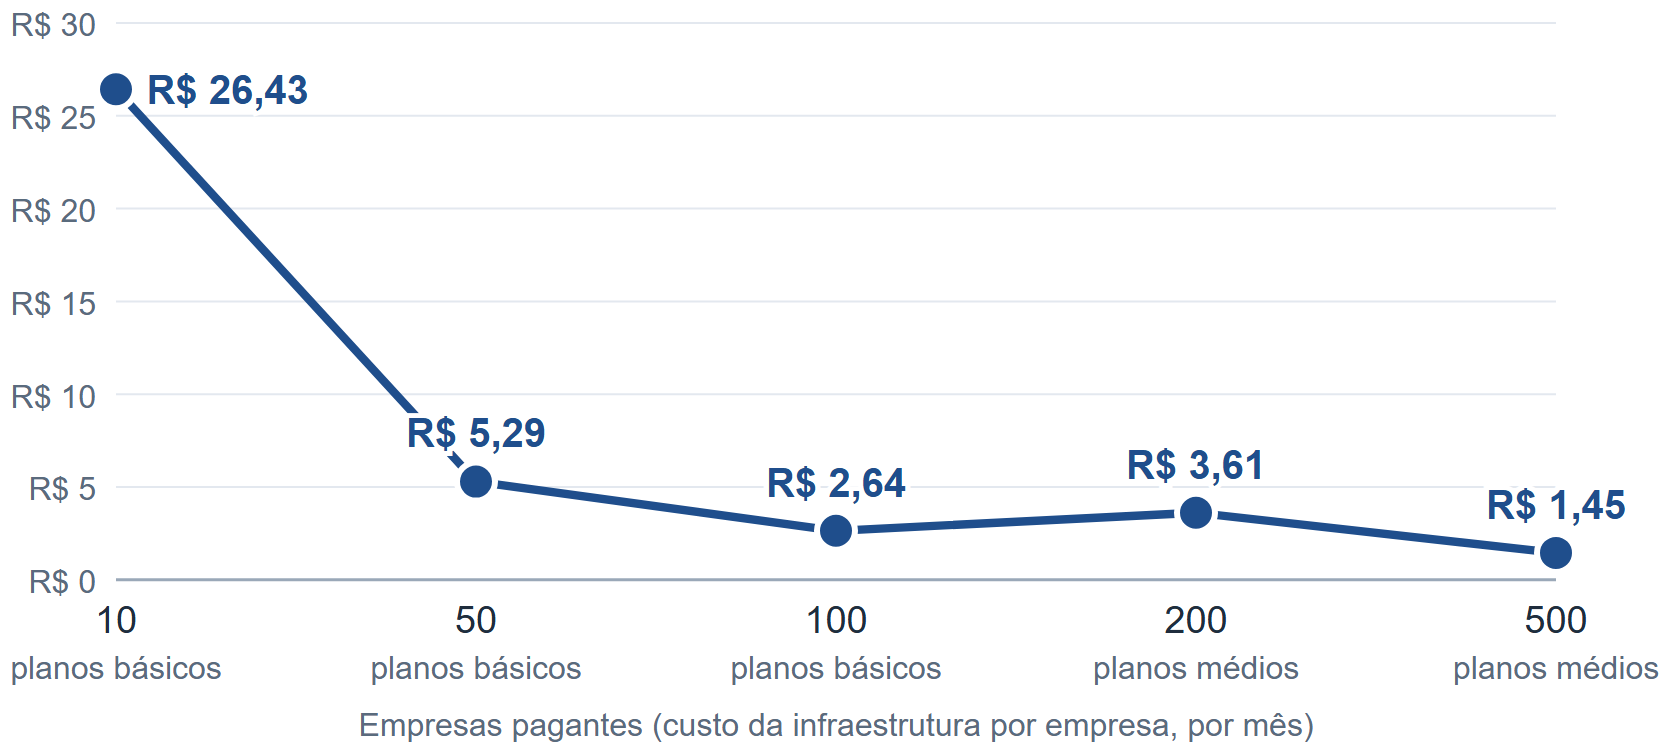 R$ 30
R$ 26,43
R$ 25
R$ 20
R$ 15
R$ 10
R$ 5,29
R$ 3,61
R$ 2,64
R$ 5
R$ 1,45
R$ 0
10 50 100 200 500
planos básicos planos básicos planos básicos planos médios planos médios
Empresas pagantes (custo da infraestrutura por empresa, por mês)